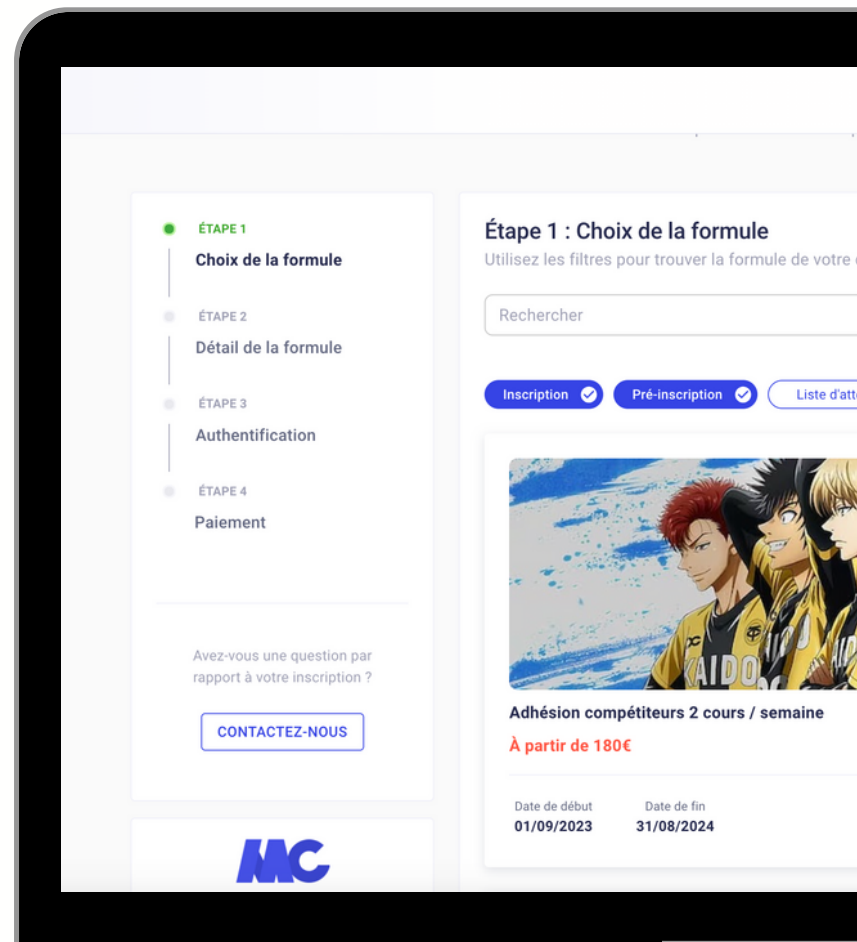 ÉTAPE 1
Choix de la formule
ÉTAPE 2
Détail de la formule
ÉTAPE 3
Authentification
ÉTAPE 4
Paiement
Avez-vous une question par
rapport à votre inscription ?
CONTACTEZ-NOUS
MC
Étape 1 : Choix de la formule
Utilisez les filtres pour trouver la formule de votre
Rechercher
Inscription
Pré-inscription
Liste d'att
KAIDO
Adhésion compétiteurs 2 cours / semaine
À partir de 180€
Date de début
Date de fin
01/09/2023
31/08/2024